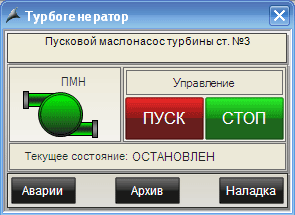 Турбогенератор
Пусковой маслонасос турбины ст. №3
ПМН
Управление
ПУСК СТОП
Текущее состояние: ОСТАНОВЛЕН
Аварии Архив Наладка